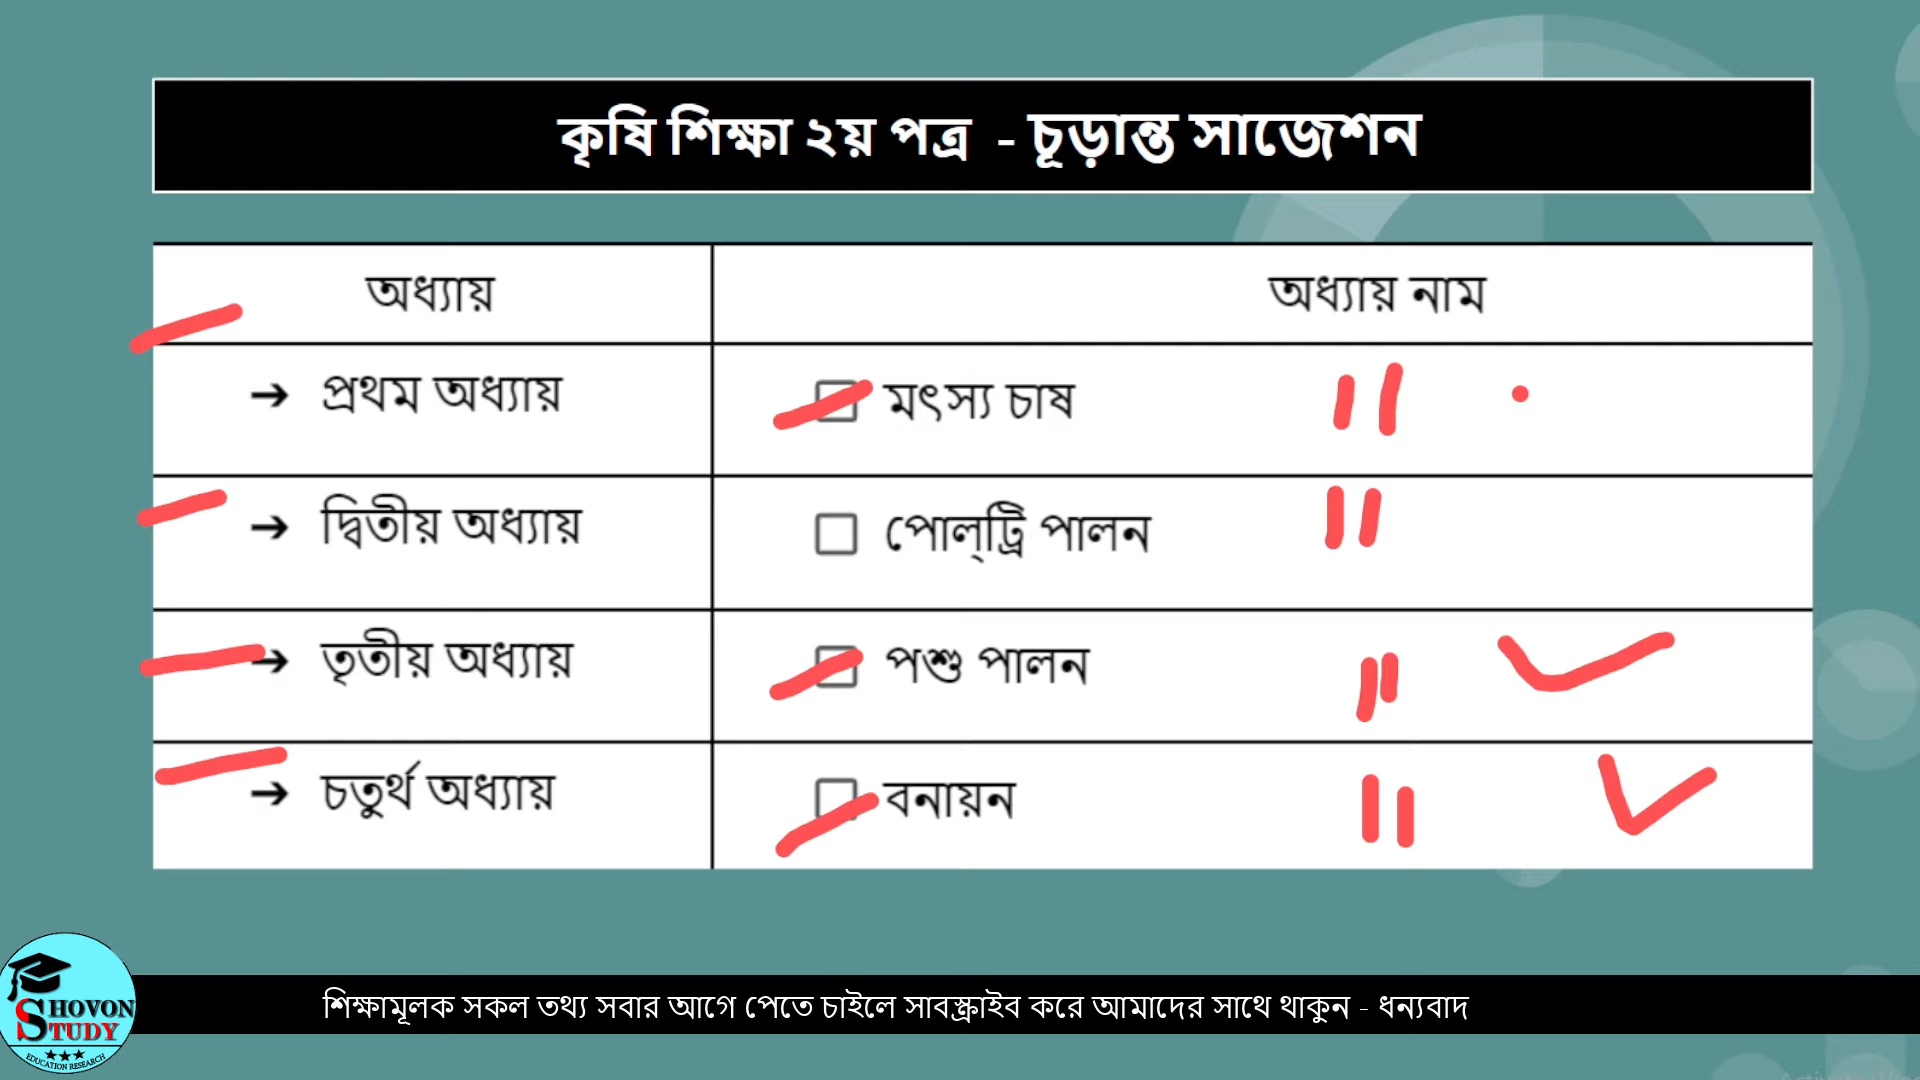 কৃষি শিক্ষা ২য় পত্র - চূড়ান্ত সাজেশন
অধ্যায় অধ্যায় নাম
➔ প্রথম অধ্যায় মৎস্য চাষ
➔ দ্বিতীয় অধ্যায় পোল্ট্রি পালন
➔ তৃতীয় অধ্যায় পশু পালন
➔ চতুর্থ অধ্যায় বনায়ন
SHOVON
STUDY
EDUCATION RESEARCH
শিক্ষামূলক সকল তথ্য সবার আগে পেতে চাইলে সাবস্ক্রাইব করে আমাদের সাথে থাকুন - ধন্যবাদ